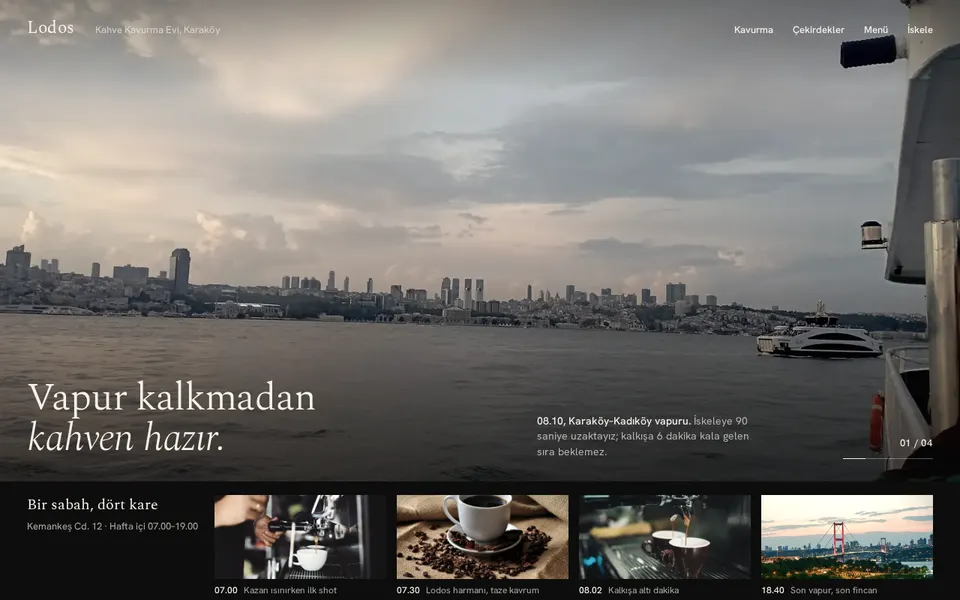 Lodos
Kahve Kavurma Evi, Karaköy
Kavurma
Çekirdekler
Menü
İskele
Vapur kalkmadan
kahven hazır.
08.10, Karaköy–Kadıköy vapuru. İskeleye 90
saniye uzaktayız; kalkışa 6 dakika kala gelen
sıra beklemez.
01 / 04
Bir sabah, dört kare
Kemankeş Cd. 12 · Hafta içi 07.00–19.00
07.00 Kazan ısınırken ilk shot
07.30 Lodos harmanı, taze kavrum
08.02 Kalkışa altı dakika
18.40 Son vapur, son fincan